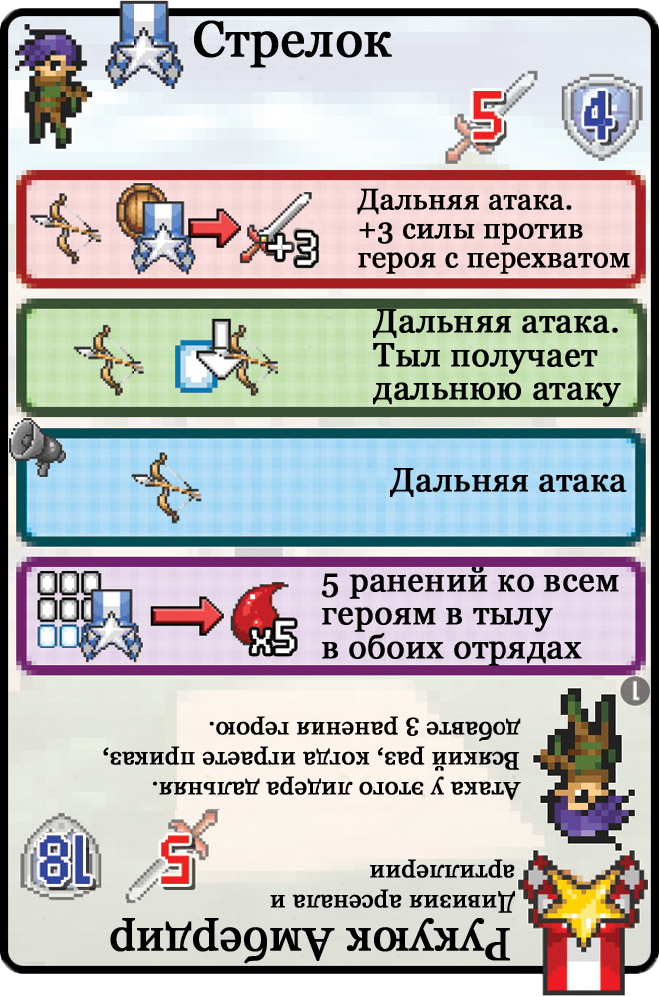 Стрелок
5
4
Дальняя атака.
+3 силы против
героя с перехватом
+3
Дальняя атака.
Тыл получает
дальнюю атаку
Дальняя атака
5 ранений ко всем
героям в тылу
в обоих отрядах
x5
1
Рукуюк Амбердир
Дивизия арсенала и
артиллерии
5
18
Атака у этого лидера дальняя.
Всякий раз, когда играете приказ,
добавьте 3 ранения герою.